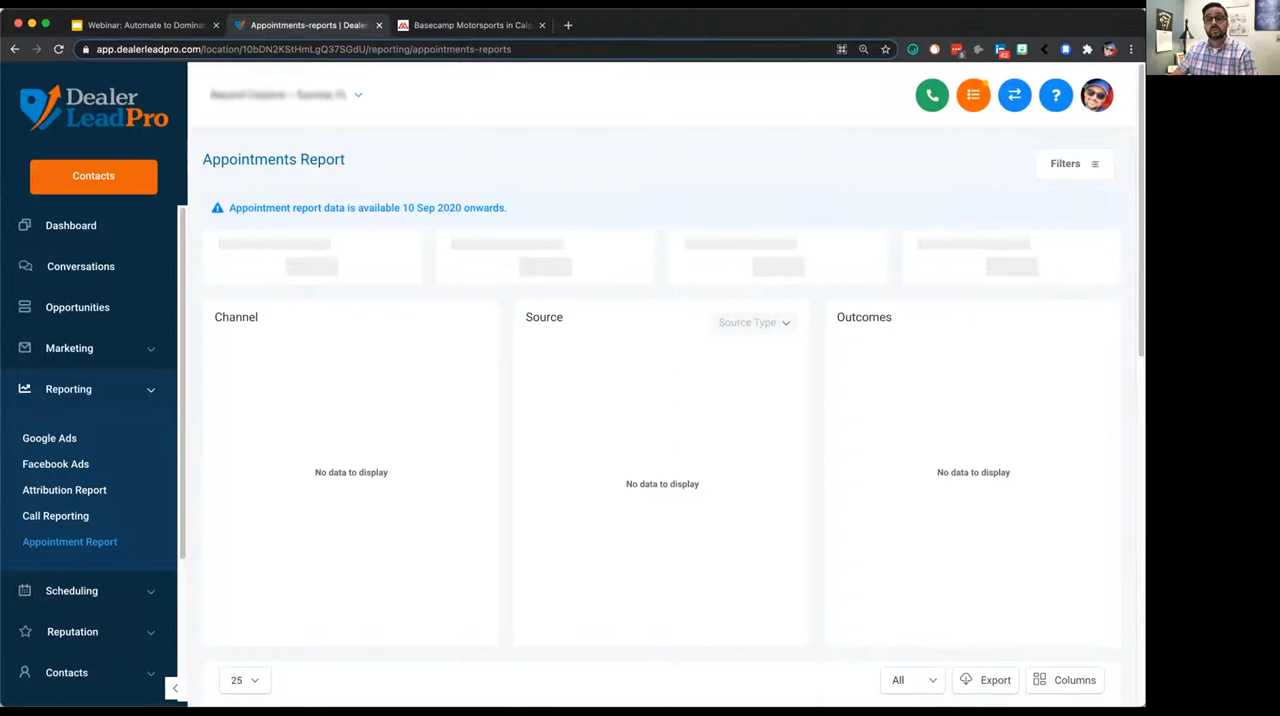 Webinar: Automate to Domina
Appointments-reports | Dealer
Basecamp Motorsports in Calg
app.dealerleadpro.com/location/10bDN2KStHmLgQ37SGdU/reporting/appointments-reports
Dealer
LeadPro
Contacts
Dashboard
Conversations
Opportunities
Marketing
Reporting
Google Ads
Facebook Ads
Attribution Report
Call Reporting
Appointment Report
Scheduling
Reputation
Contacts
Appointments Report
Filters
Appointment report data is available 10 Sep 2020 onwards.
Channel
Source
Source Type
Outcomes
No data to display
No data to display
No data to display
25
All
Export
Columns